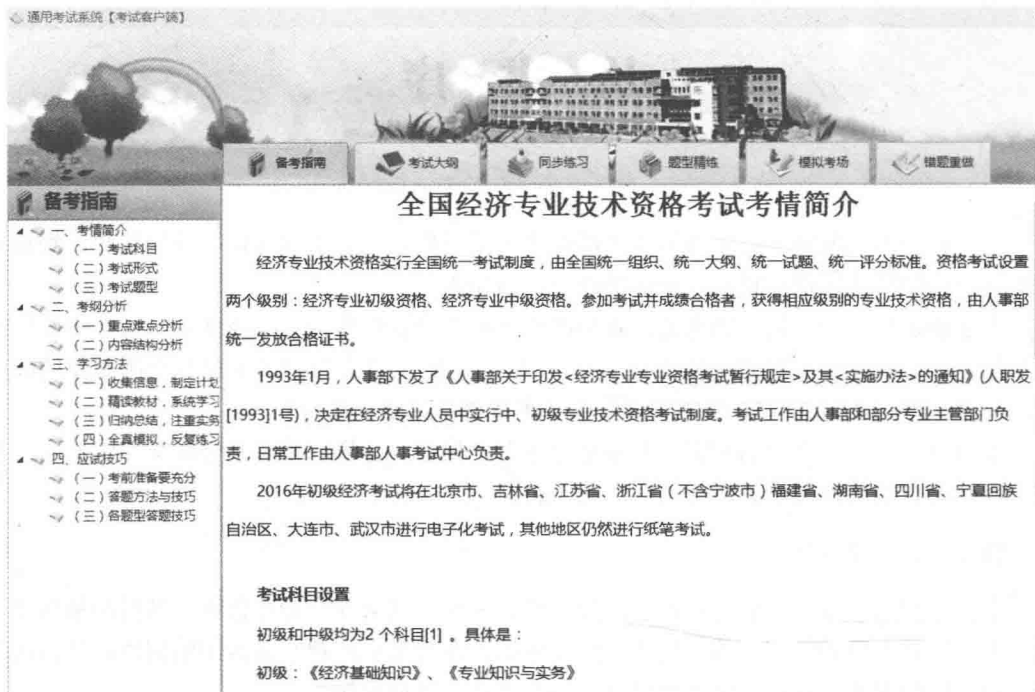 通用考试系统【考试客户端】
备考指南
考试大纲
同步练习
题型精练
模拟考场
错题重做
备考指南
一、考情简介
（一）考试科目
（二）考试形式
（三）考试题型
二、考纲分析
（一）重点难点分析
（二）内容结构分析
三、学习方法
（一）收集信息，制定计划
（二）精读教材，系统学习
（三）归纳总结，注重实务
（四）全真模拟，反复练习
四、应试技巧
（一）考前准备要充分
（二）答题方法与技巧
（三）各题型答题技巧
全国经济专业技术资格考试考情简介
经济专业技术资格实行全国统一考试制度，由全国统一组织、统一大纲、统一试题、统一评分标准。资格考试设置
两个级别：经济专业初级资格、经济专业中级资格。参加考试并成绩合格者，获得相应级别的专业技术资格，由人事部
统一发放合格证书。
1993年1月，人事部下发了《人事部关于印发<经济专业专业资格考试暂行规定>及其<实施办法>的通知》(人职发
[1993]1号)，决定在经济专业人员中实行中、初级专业技术资格考试制度。考试工作由人事部和部分专业主管部门负
责，日常工作由人事部人事考试中心负责。
2016年初级经济考试将在北京市、吉林省、江苏省、浙江省（不含宁波市）福建省、湖南省、四川省、宁夏回族
自治区、大连市、武汉市进行电子化考试，其他地区仍然进行纸笔考试。
考试科目设置
初级和中级均为2 个科目[1] 。具体是：
初级：《经济基础知识》、《专业知识与实务》